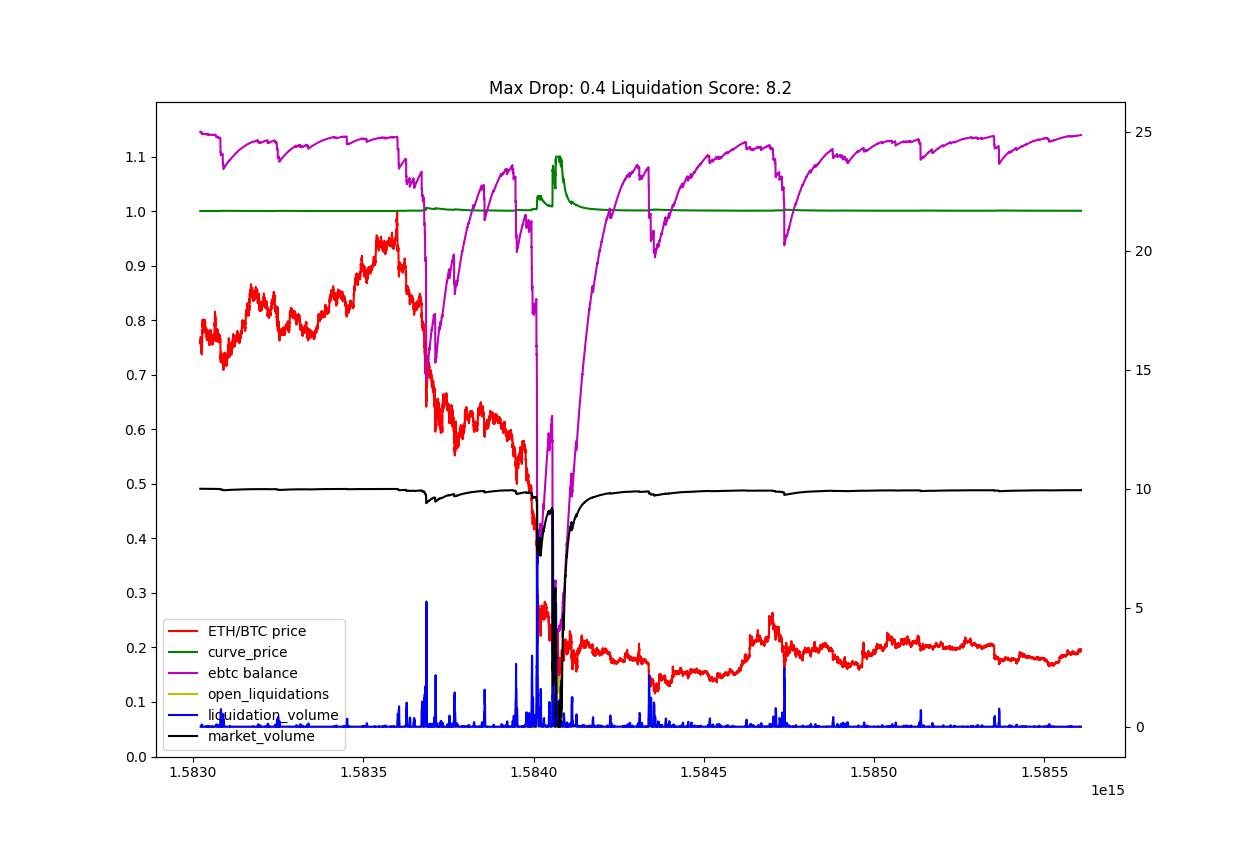 Max Drop: 0.4 Liquidation Score: 8.2
1.1
1.0
0.9
0.8
0.7
0.6
0.5
0.4
0.3
0.2
0.1
0.0
25
20
15
10
5
0
ETH/BTC price
curve_price
ebtc balance
open_liquidations
liquidation_volume
market_volume
1.5830 1.5835 1.5840 1.5845 1.5850 1.5855
1e15